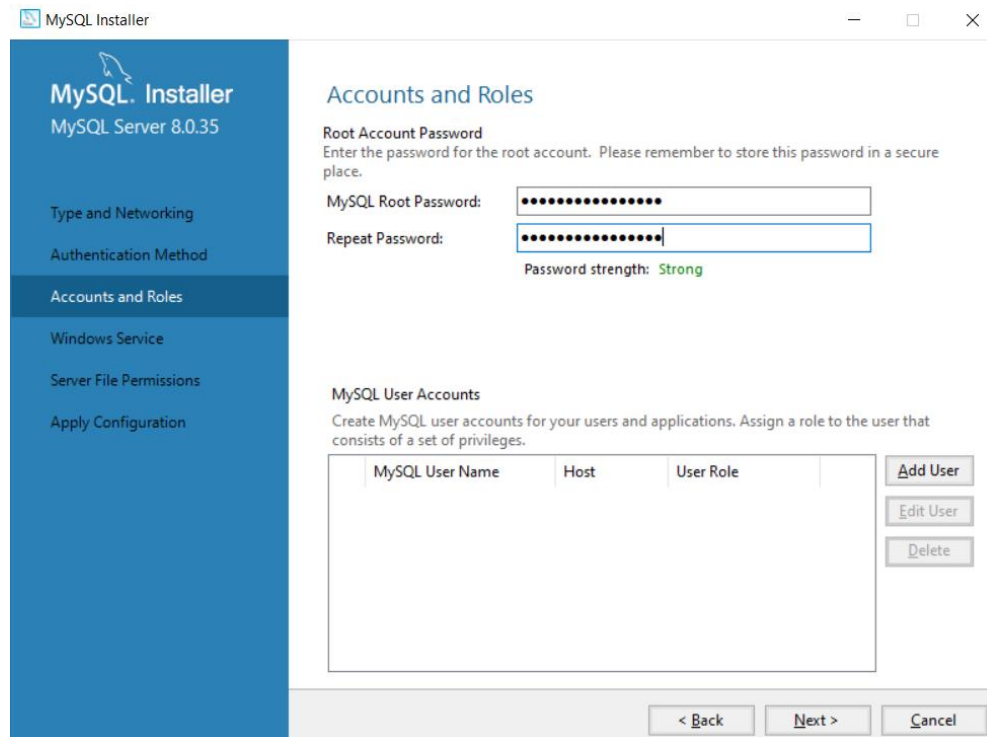 MySQL Installer
MySQL. Installer
MySQL Server 8.0.35
Type and Networking
Authentication Method
Accounts and Roles
Windows Service
Server File Permissions
Apply Configuration
Accounts and Roles
Root Account Password
Enter the password for the root account. Please remember to store this password in a secure
place.
MySQL Root Password: ●●●●●●●●●●●●●●●●
Repeat Password: ●●●●●●●●●●●●●●●●
Password strength: Strong
MySQL User Accounts
Create MySQL user accounts for your users and applications. Assign a role to the user that
consists of a set of privileges.
MySQL User Name Host User Role
Add User
Edit User
Delete
< Back Next > Cancel